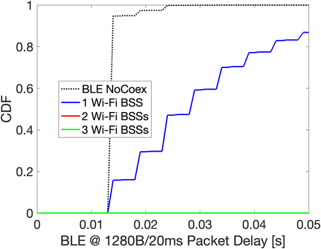 1
0.8
0.6
0.4
0.2
0
CDF
BLE NoCoex
1 Wi-Fi BSS
2 Wi-Fi BSSs
3 Wi-Fi BSSs
0 0.01 0.02 0.03 0.04 0.05
BLE @ 1280B/20ms Packet Delay [s]